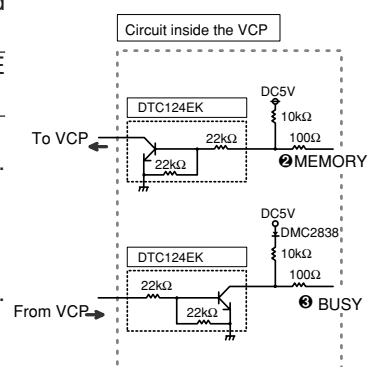 Circuit inside the VCP
DC5V
DTC124EK
10kΩ
22kΩ
100Ω
To VCP
❷MEMORY
22kΩ
DC5V
DMC2838
DTC124EK
10kΩ
22kΩ
100Ω
❸ BUSY
From VCP
22kΩ